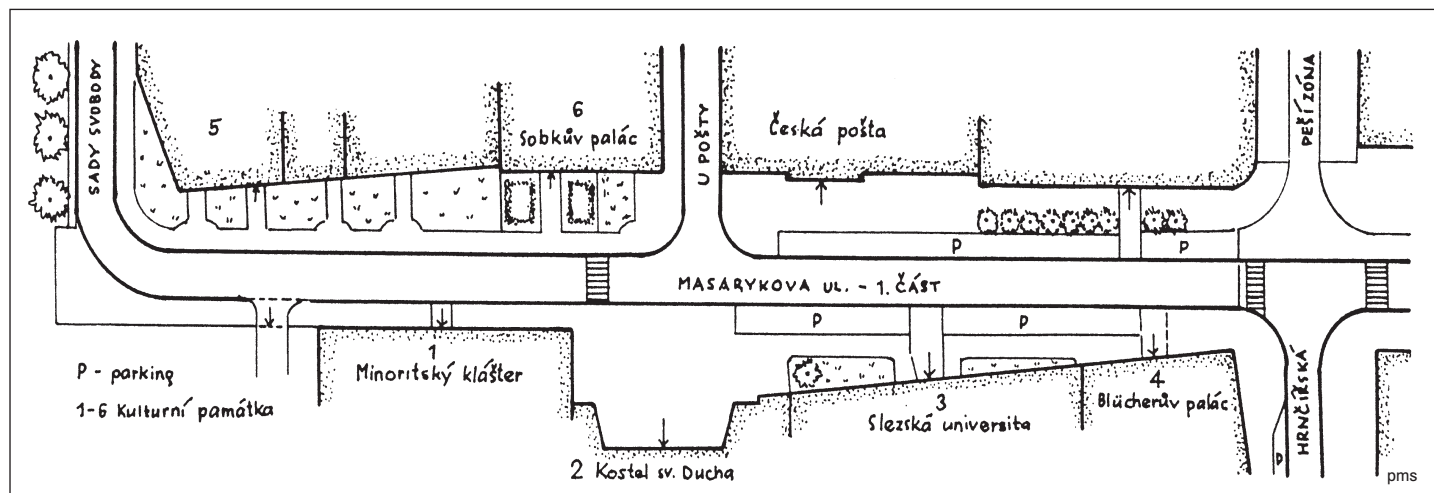 SADY SVOBODY
5
6
Sobkův palác
U POŠTY
Česká pošta
PĚŠÍ ZÓNA
P
P
MASARYKOVA UL. - 1. ČÁST
P
P
1
Minoritský klášter
P - parking
1-6 Kulturní památka
2 Kostel sv. Ducha
3
Slezská universita
4
Blücherův palác
HRNČÍŘSKÁ
P
pms